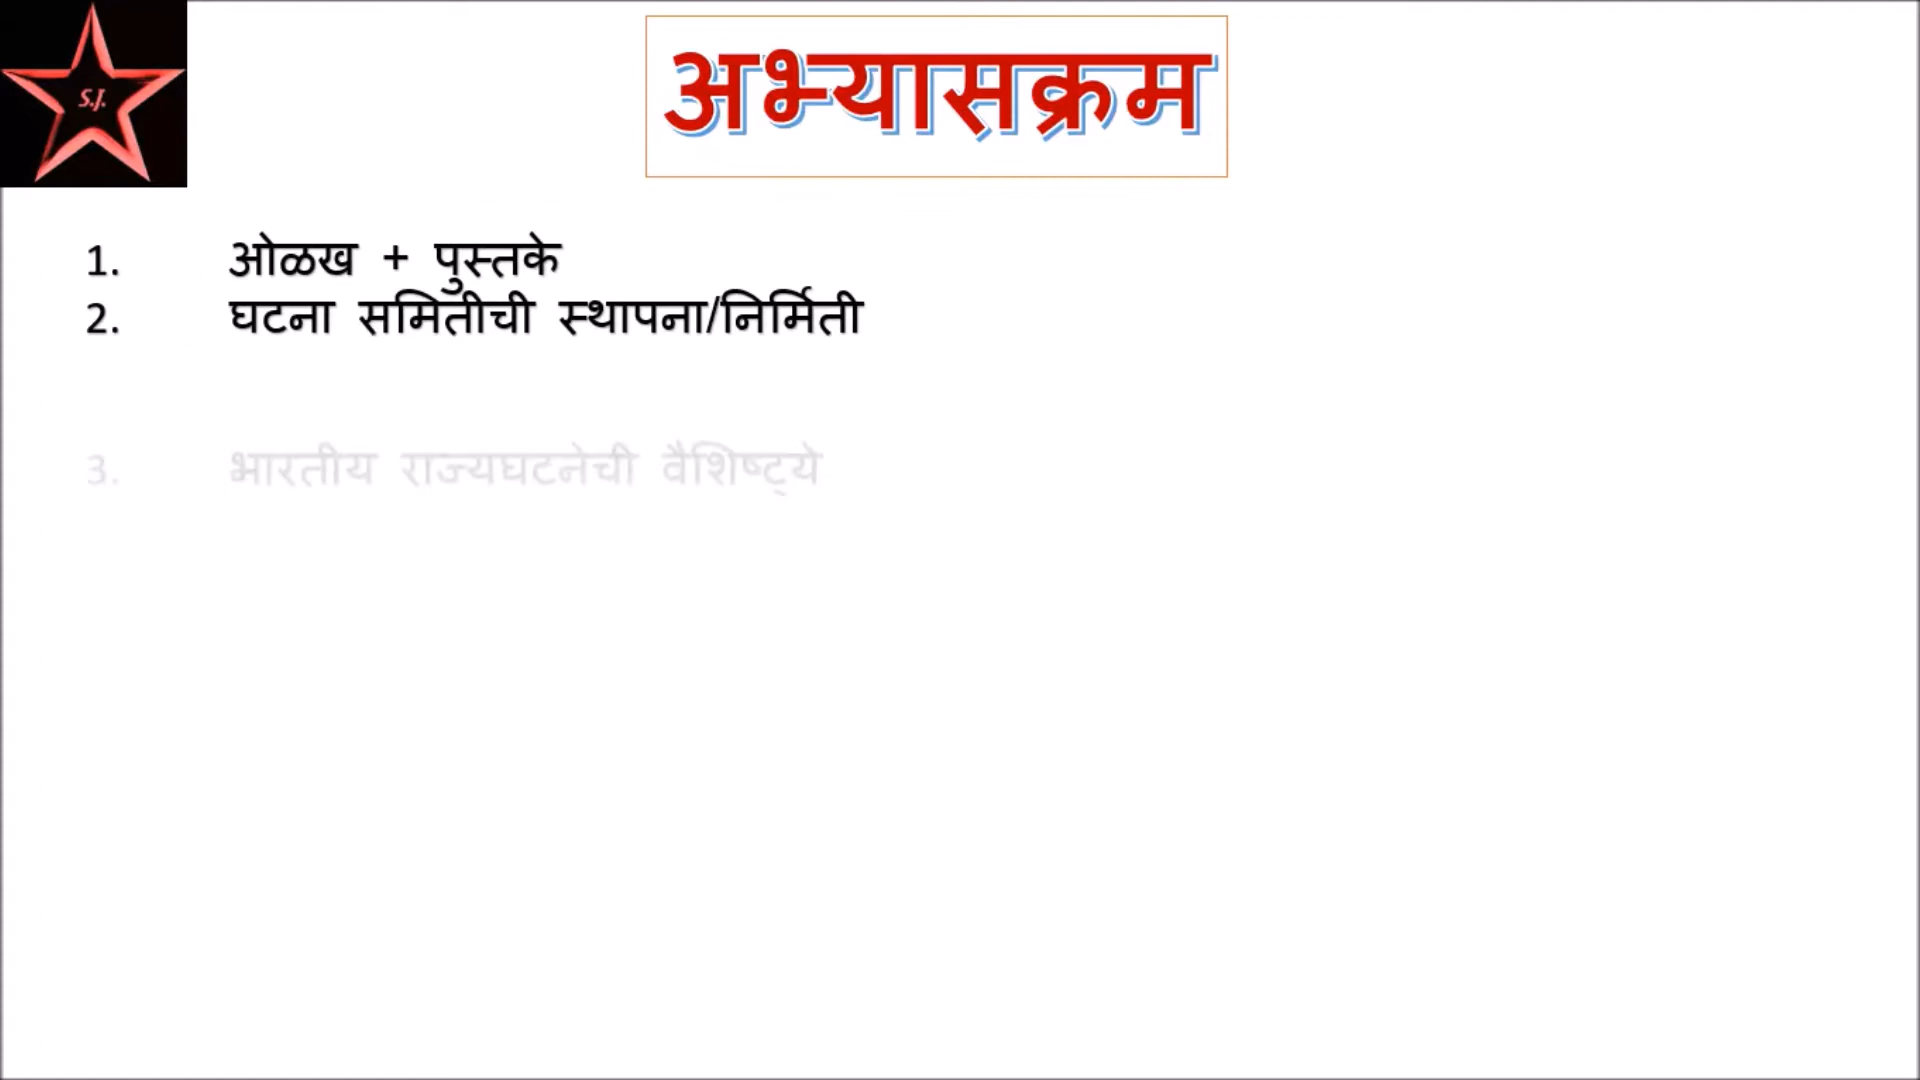 S.J.
अभ्यासक्रम
1. ओळख + पुस्तके
2. घटना समितीची स्थापना/निर्मिती
3. भारतीय राज्यघटनेची वैशिष्ट्ये